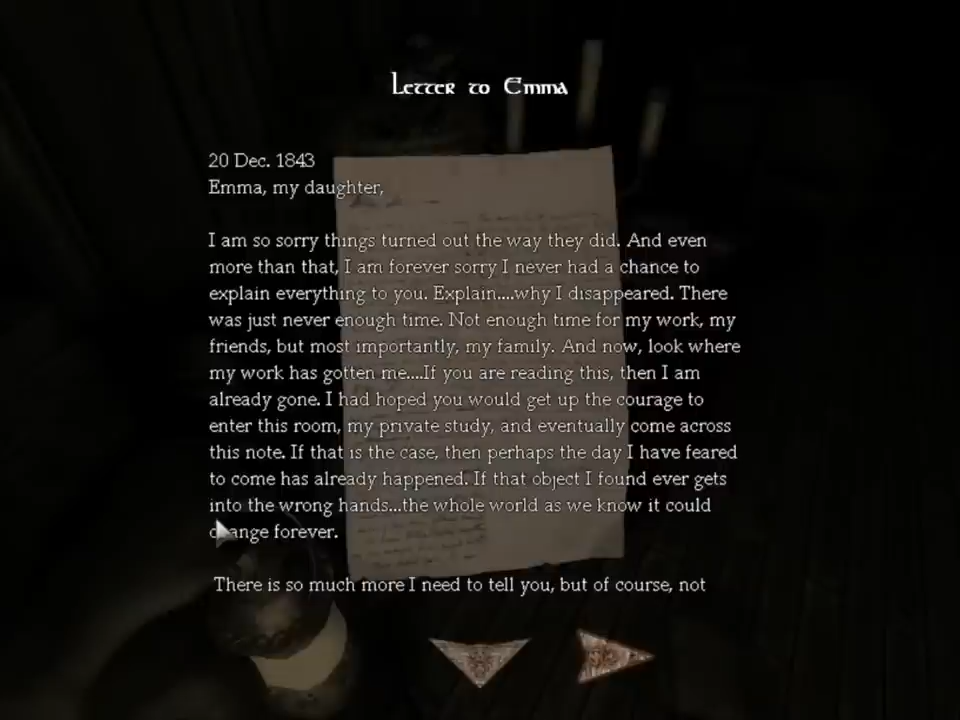 Letter to Emma
20 Dec. 1843
Emma, my daughter,
I am so sorry things turned out the way they did. And even
more than that, I am forever sorry I never had a chance to
explain everything to you. Explain....why I disappeared. There
was just never enough time. Not enough time for my work, my
friends, but most importantly, my family. And now, look where
my work has gotten me....If you are reading this, then I am
already gone. I had hoped you would get up the courage to
enter this room, my private study, and eventually come across
this note. If that is the case, then perhaps the day I have feared
to come has already happened. If that object I found ever gets
into the wrong hands...the whole world as we know it could
change forever.
There is so much more I need to tell you, but of course, not